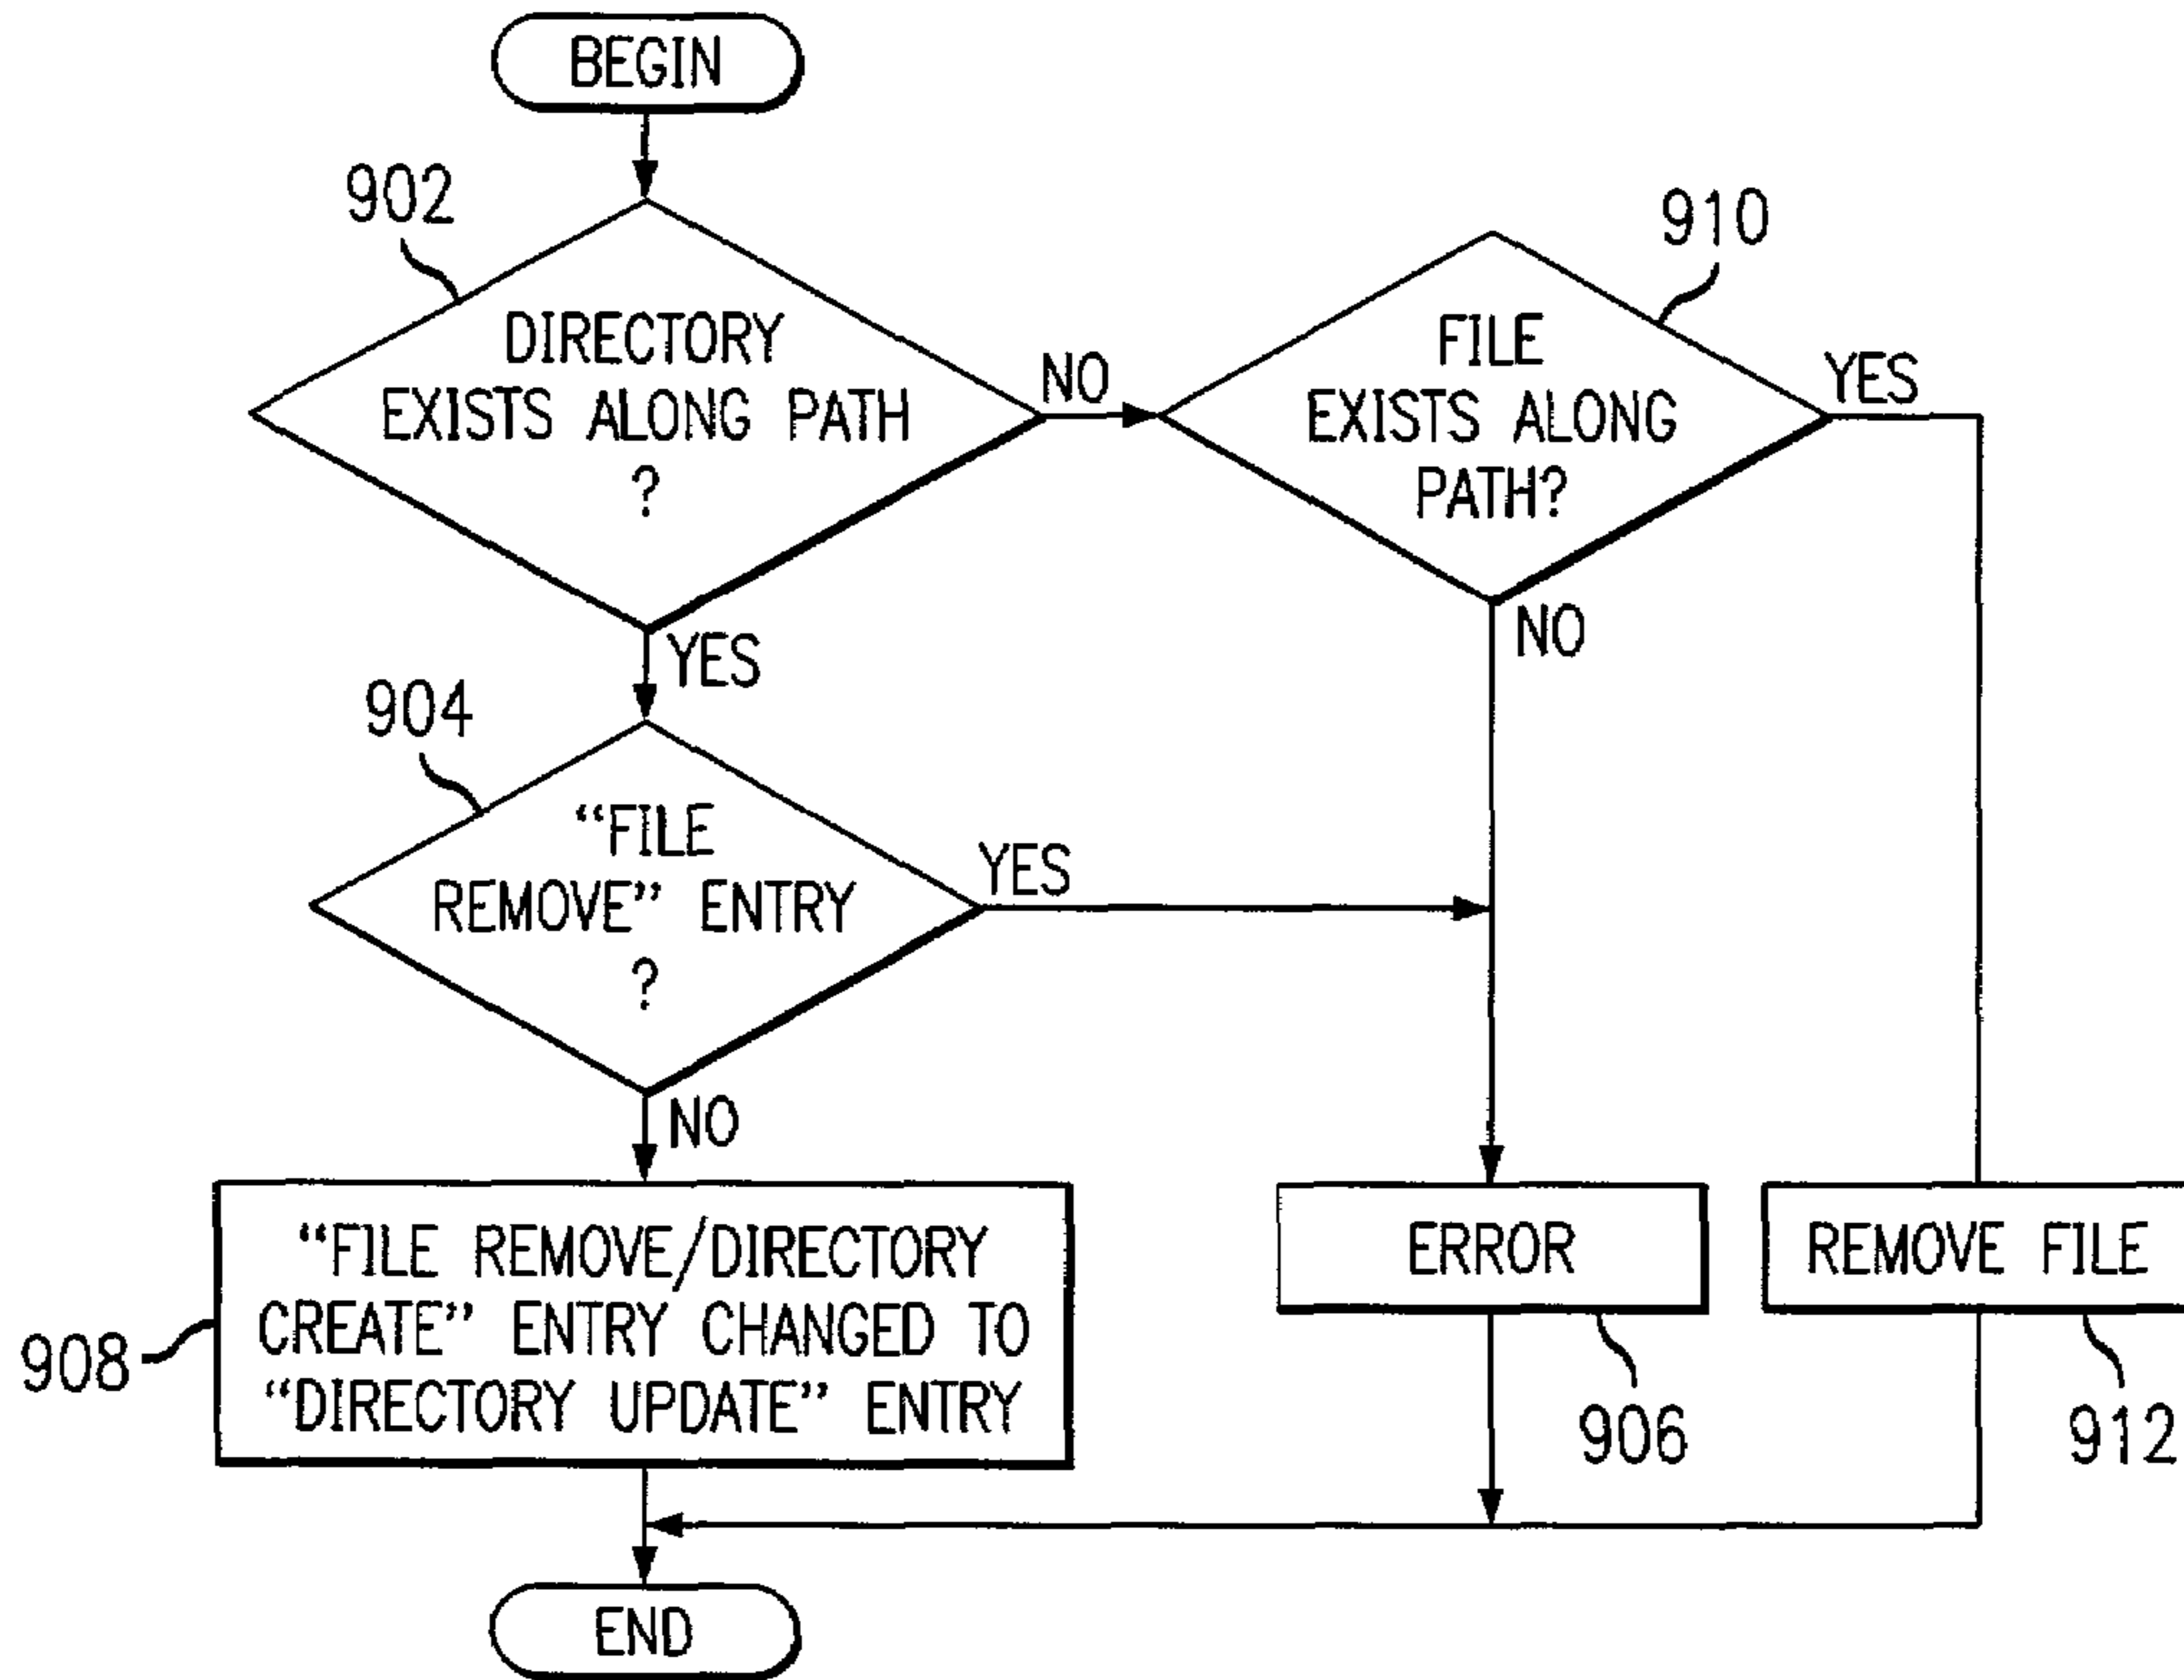 BEGIN
902
DIRECTORY
EXISTS ALONG PATH
?
NO
YES
910
FILE
EXISTS ALONG
PATH?
YES
NO
904
“FILE
REMOVE” ENTRY
?
YES
NO
908
“FILE REMOVE/DIRECTORY
CREATE” ENTRY CHANGED TO
“DIRECTORY UPDATE” ENTRY
ERROR
906
REMOVE FILE
912
END